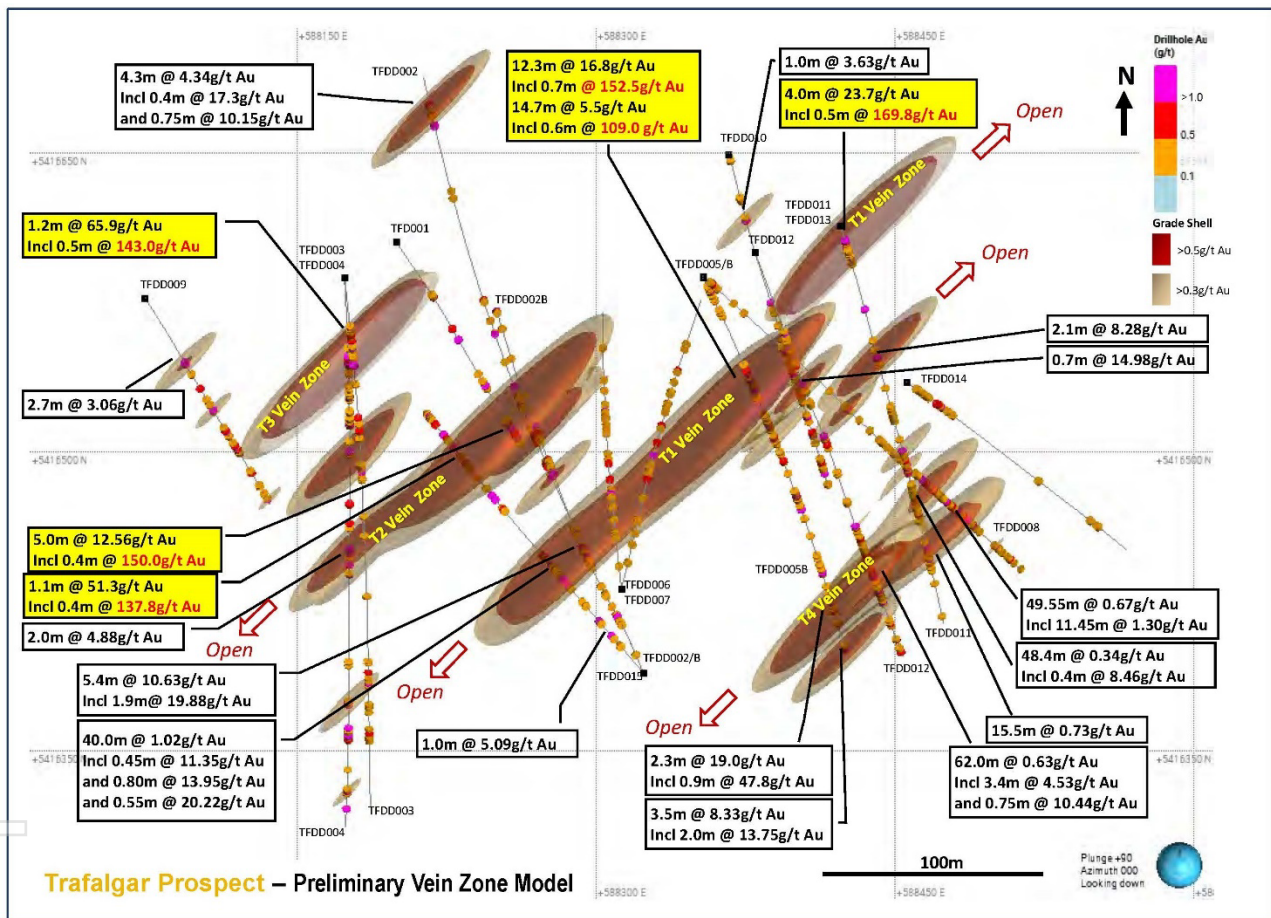 +588150 E
+588300 E
+588450 E
Drillhole Au
(g/t)
>1.0
0.5
0.1
Grade Shell
>0.5g/t Au
>0.3g/t Au
N
4.3m @ 4.34g/t Au
Incl 0.4m @ 17.3g/t Au
and 0.75m @ 10.15g/t Au
TFDD002
12.3m @ 16.8g/t Au
Incl 0.7m @ 152.5g/t Au
14.7m @ 5.5g/t Au
Incl 0.6m @ 109.0 g/t Au
1.0m @ 3.63g/t Au
4.0m @ 23.7g/t Au
Incl 0.5m @ 169.8g/t Au
Open
+5416650 N
+5416650 N
TFDD010
T1 Vein Zone
1.2m @ 65.9g/t Au
Incl 0.5m @ 143.0g/t Au
TFDD001
TFDD003
TFDD004
TFDD011
TFDD013
TFDD012
TFDD005/B
Open
TFDD009
TFDD002B
2.1m @ 8.28g/t Au
0.7m @ 14.98g/t Au
TFDD014
2.7m @ 3.06g/t Au
T3 Vein Zone
T1 Vein Zone
+5416500 N
+5416500 N
T2 Vein Zone
5.0m @ 12.56g/t Au
Incl 0.4m @ 150.0g/t Au
1.1m @ 51.3g/t Au
Incl 0.4m @ 137.8g/t Au
2.0m @ 4.88g/t Au
TFDD008
TFDD005B
TFDD006
TFDD007
T4 Vein Zone
TFDD011
TFDD012
49.55m @ 0.67g/t Au
Incl 11.45m @ 1.30g/t Au
48.4m @ 0.34g/t Au
Incl 0.4m @ 8.46g/t Au
Open
Open
5.4m @ 10.63g/t Au
Incl 1.9m@ 19.88g/t Au
TFDD002/B
TFDD015
Open
15.5m @ 0.73g/t Au
40.0m @ 1.02g/t Au
Incl 0.45m @ 11.35g/t Au
and 0.80m @ 13.95g/t Au
and 0.55m @ 20.22g/t Au
1.0m @ 5.09g/t Au
2.3m @ 19.0g/t Au
Incl 0.9m @ 47.8g/t Au
62.0m @ 0.63g/t Au
Incl 3.4m @ 4.53g/t Au
and 0.75m @ 10.44g/t Au
+5416350 N
+5416350 N
3.5m @ 8.33g/t Au
Incl 2.0m @ 13.75g/t Au
TFDD003
TFDD004
100m
Plunge +90
Azimuth 000
Looking down
Trafalgar Prospect – Preliminary Vein Zone Model
+588300 E
+588450 E